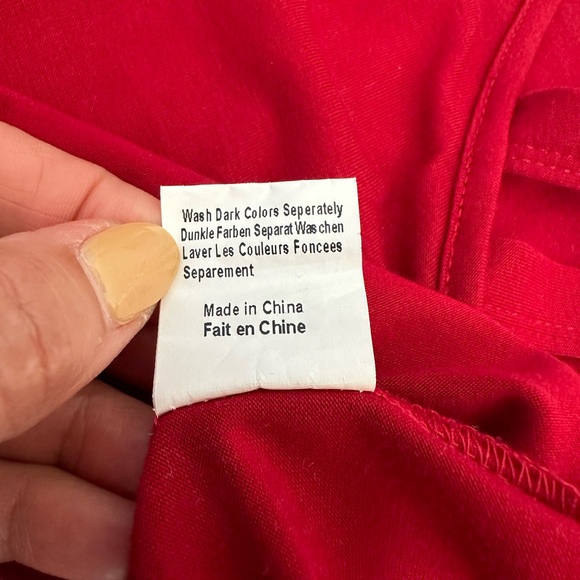 Wash Dark Colors Seperately
Dunkle Farben Separat Waschen
Laver Les Couleurs Foncees
Separement
Made in China
Fait en Chine